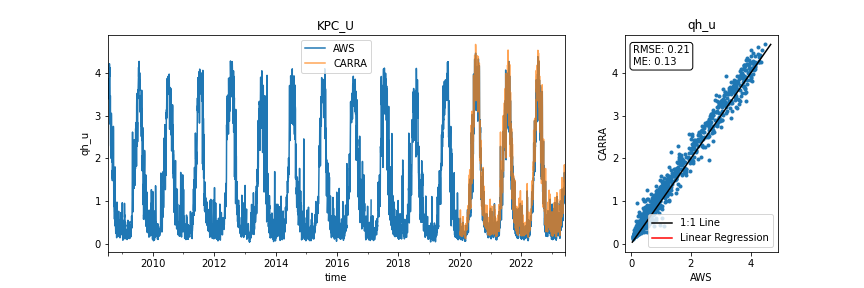 KPC_U
qh_u
AWS
CARRA
qh_u
4
3
2
1
0
2010
2012
2014
2016
2018
2020
2022
time
RMSE: 0.21
ME: 0.13
CARRA
4
3
2
1
0
1:1 Line
Linear Regression
0
2
4
AWS